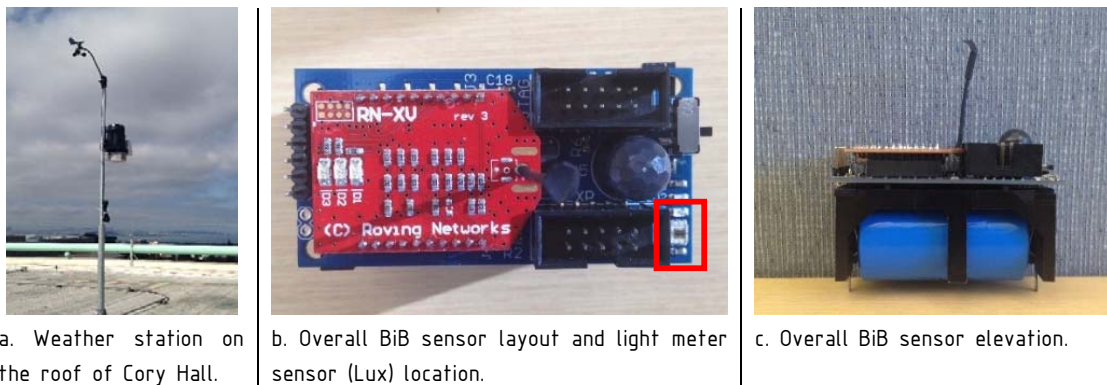 RN-XV
rev 3
C18
J3
(C) Roving Networks
a. Weather station on
the roof of Cory Hall.
b. Overall BiB sensor layout and light meter
sensor (Lux) location.
c. Overall BiB sensor elevation.